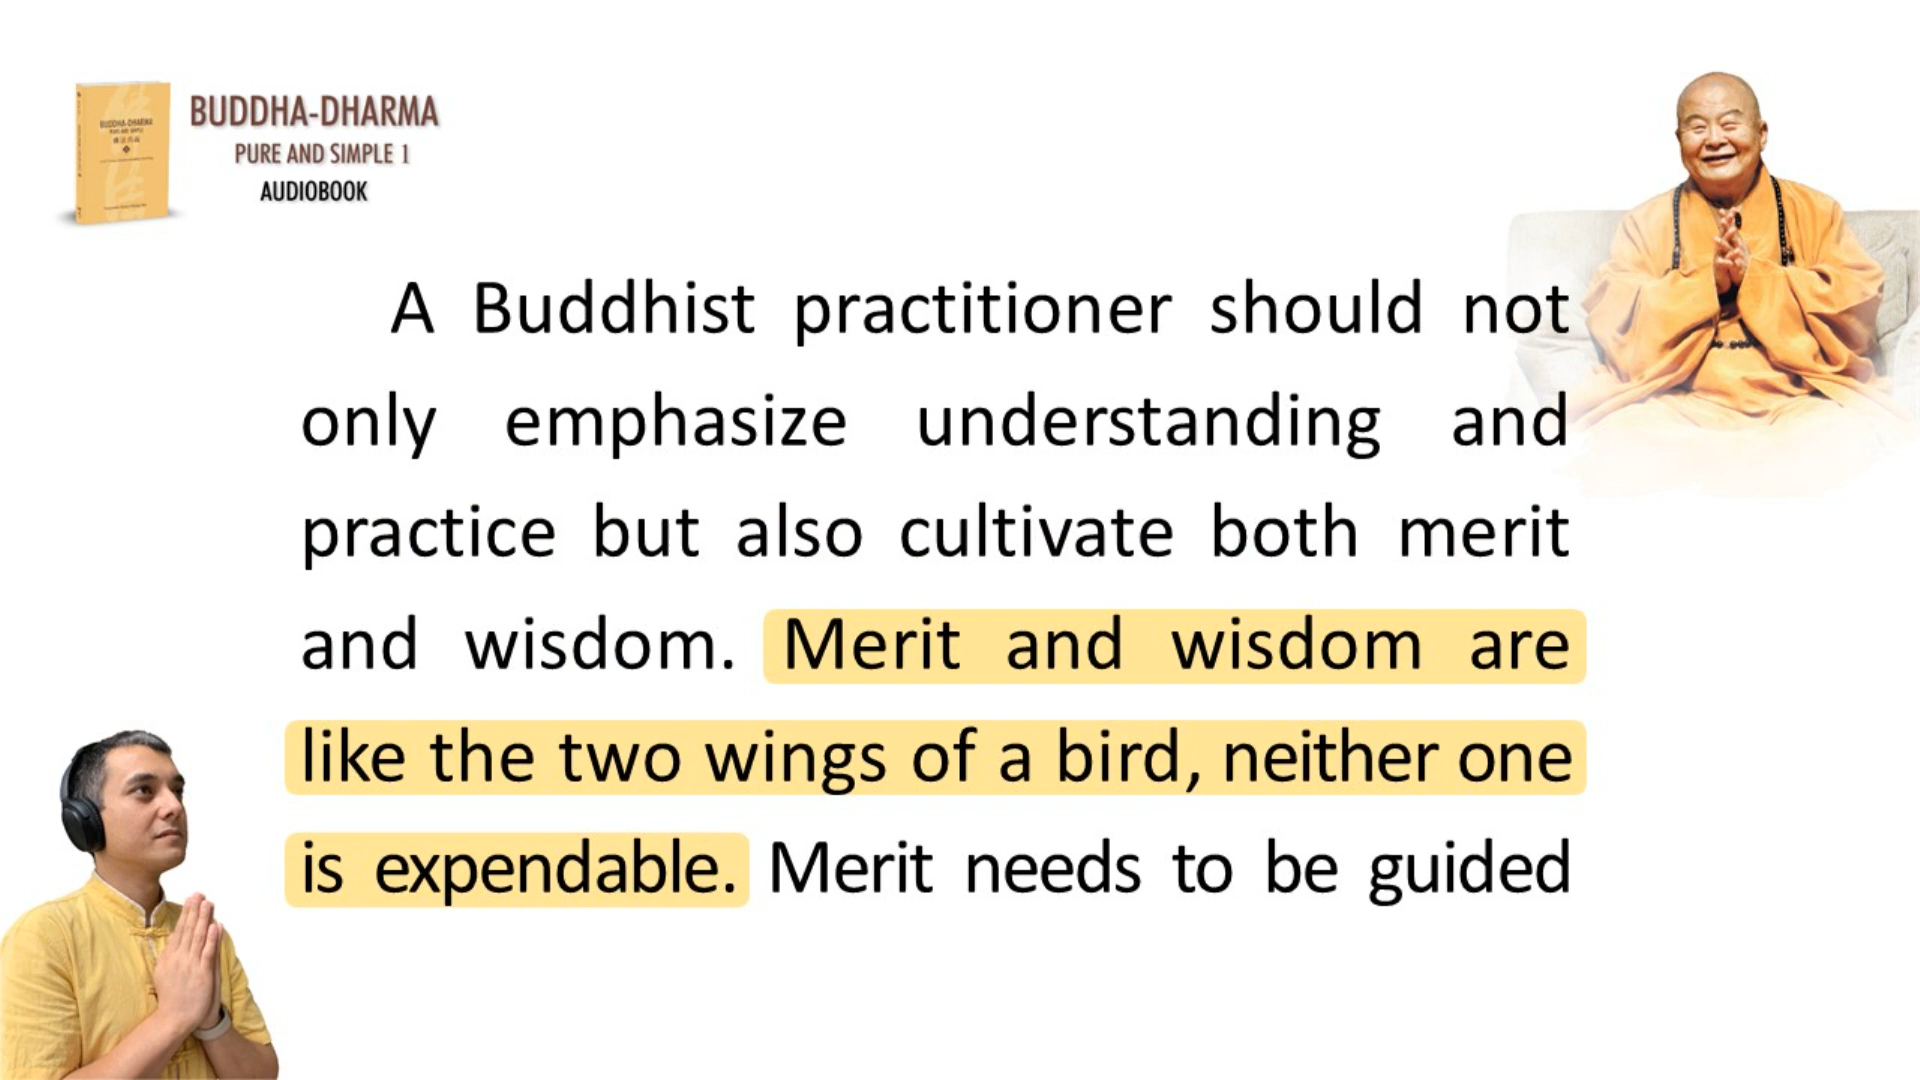 BUDDHA-DHARMA
PURE AND SIMPLE 1
AUDIOBOOK
BUDDHA-DHARMA
A Buddhist practitioner should not
only emphasize understanding and
practice but also cultivate both merit
and wisdom. Merit and wisdom are
like the two wings of a bird, neither one
is expendable. Merit needs to be guided